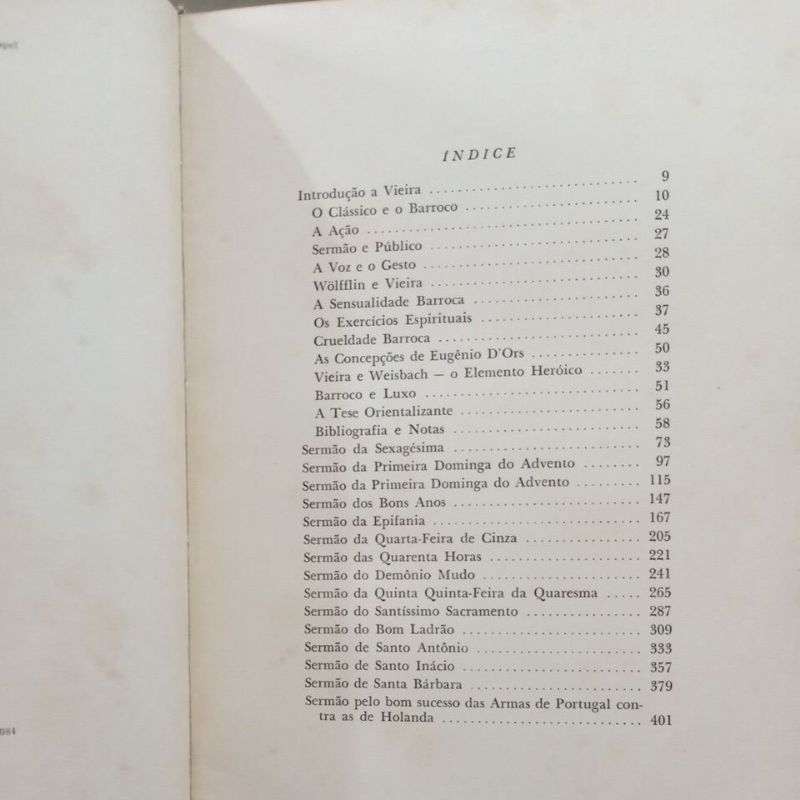 ÍNDICE
Introdução a Vieira .............................. 9
O Clássico e o Barroco ........................ 10
A Ação ....................................... 24
Sermão e Público ............................. 27
A Voz e o Gesto .............................. 28
Wölfflin e Vieira ............................ 30
A Sensualidade Barroca ....................... 36
Os Exercícios Espirituais .................... 37
Crueldade Barroca ............................ 45
As Concepções de Eugênio D'Ors ............... 50
Vieira e Weisbach — o Elemento Heróico ....... 33
Barroco e Luxo ............................... 51
A Tese Orientalizante ........................ 56
Bibliografia e Notas ......................... 58
Sermão da Sexagésima ........................... 73
Sermão da Primeira Dominga do Advento ........ 97
Sermão da Primeira Dominga do Advento ......... 115
Sermão dos Bons Anos ........................... 147
Sermão da Epifania ............................. 167
Sermão da Quarta-Feira de Cinza ................ 205
Sermão das Quarenta Horas ...................... 221
Sermão do Demônio Mudo ......................... 241
Sermão da Quinta Quinta-Feira da Quaresma ..... 265
Sermão do Santíssimo Sacramento ................ 287
Sermão do Bom Ladrão ........................... 309
Sermão de Santo Antônio ........................ 333
Sermão de Santo Inácio ......................... 357
Sermão de Santa Bárbara ........................ 379
Sermão pelo bom sucesso das Armas de Portugal con-
tra as de Holanda ............................ 401